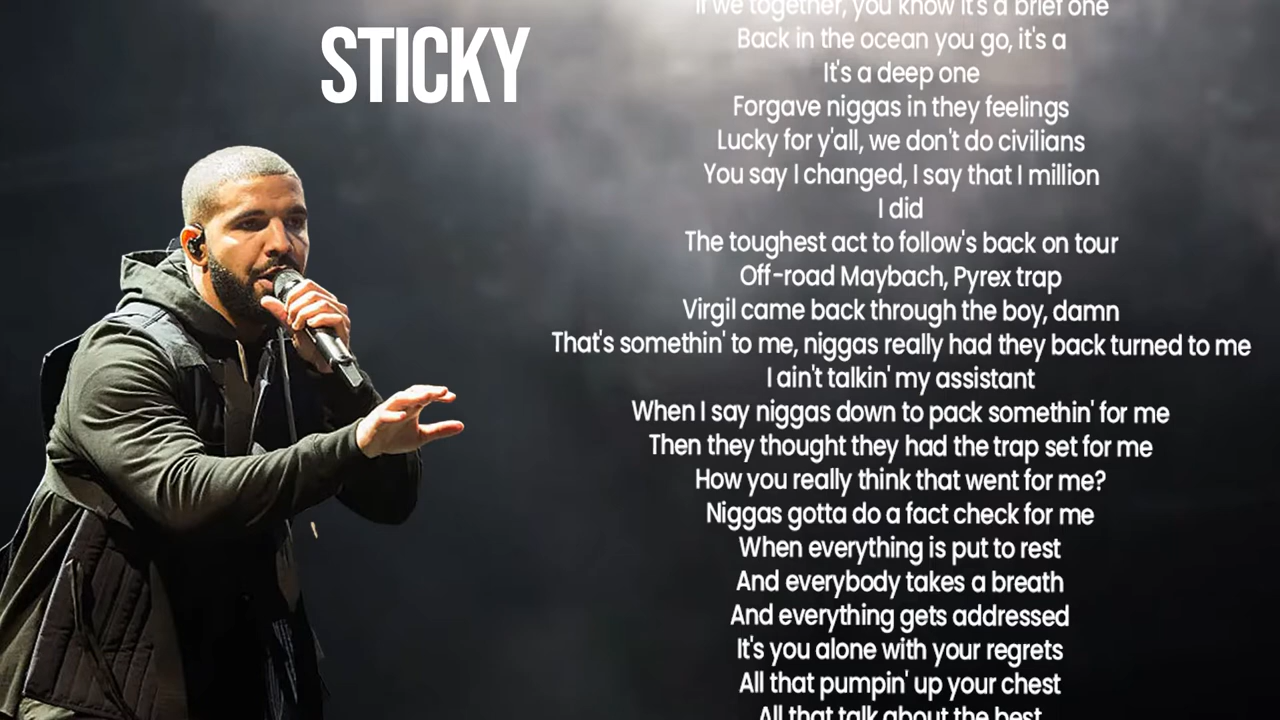 STICKY
If we together, you know it's a brief one
Back in the ocean you go, it's a
It's a deep one
Forgave niggas in they feelings
Lucky for y'all, we don't do civilians
You say I changed, I say that I million
I did
The toughest act to follow's back on tour
Off-road Maybach, Pyrex trap
Virgil came back through the boy, damn
That's somethin' to me, niggas really had they back turned to me
I ain't talkin' my assistant
When I say niggas down to pack somethin' for me
Then they thought they had the trap set for me
How you really think that went for me?
Niggas gotta do a fact check for me
When everything is put to rest
And everybody takes a breath
And everything gets addressed
It's you alone with your regrets
All that pumpin' up your chest
All that talk about the best